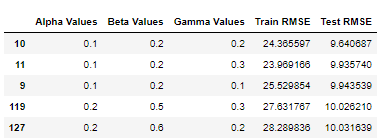 Alpha Values Beta Values Gamma Values Train RMSE Test RMSE
10 0.1 0.2 0.2 24.365597 9.640687
11 0.1 0.2 0.3 23.969166 9.935740
9 0.1 0.2 0.1 25.529854 9.943539
119 0.2 0.5 0.3 27.631767 10.026210
127 0.2 0.6 0.2 28.289836 10.031639